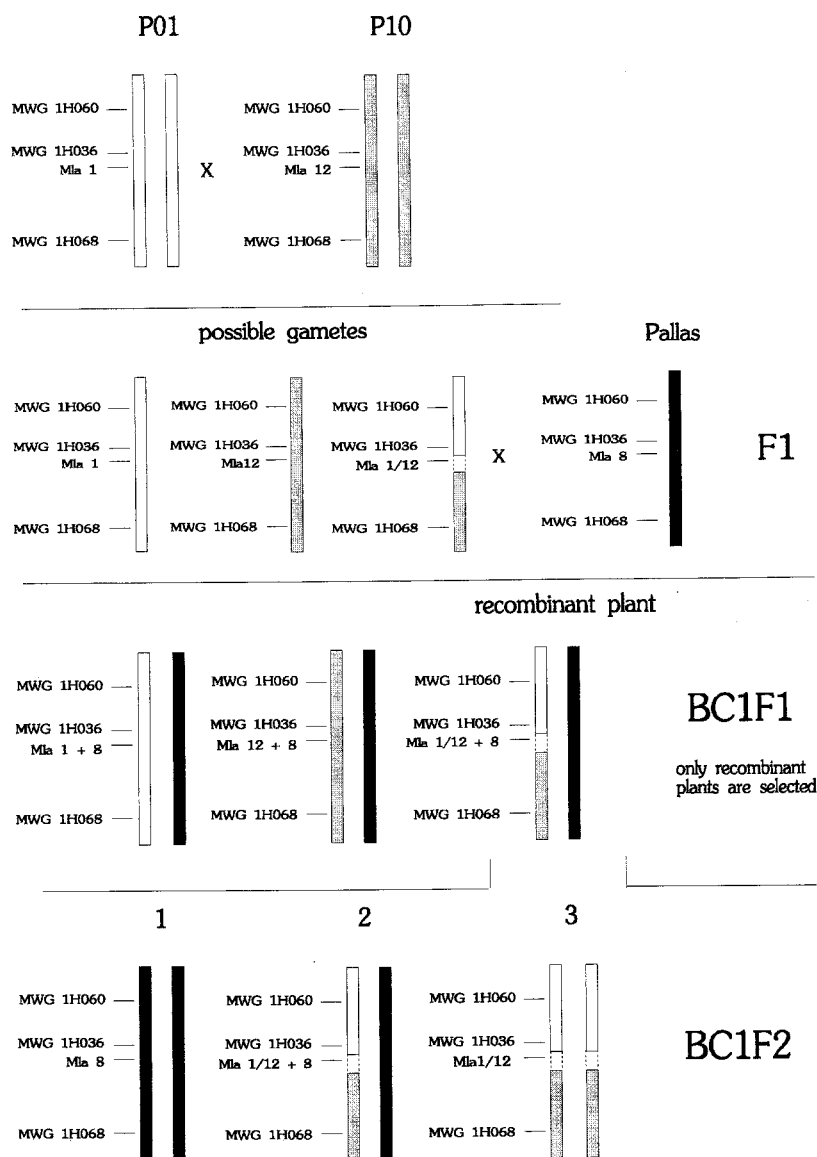 P01 P10
MWG 1H060 MWG 1H060
MWG 1H036 MWG 1H036
Mla 1 X Mla 12
MWG 1H068 MWG 1H068
possible gametes Pallas
MWG 1H060 MWG 1H060 MWG 1H060 MWG 1H060
MWG 1H036 MWG 1H036 MWG 1H036 MWG 1H036
Mla 1 Mla12 Mla 1/12 X Mla 8 F1
MWG 1H068 MWG 1H068 MWG 1H068 MWG 1H068
recombinant plant
MWG 1H060 MWG 1H060 MWG 1H060
MWG 1H036 MWG 1H036 MWG 1H036 BC1F1
Mla 1 + 8 Mla 12 + 8 Mla 1/12 + 8
only recombinant
plants are selected
MWG 1H068 MWG 1H068 MWG 1H068
1 2 3
MWG 1H060 MWG 1H060 MWG 1H060
MWG 1H036 MWG 1H036 MWG 1H036 BC1F2
Mla 8 Mla 1/12 + 8 Mla1/12
MWG 1H068 MWG 1H068 MWG 1H068